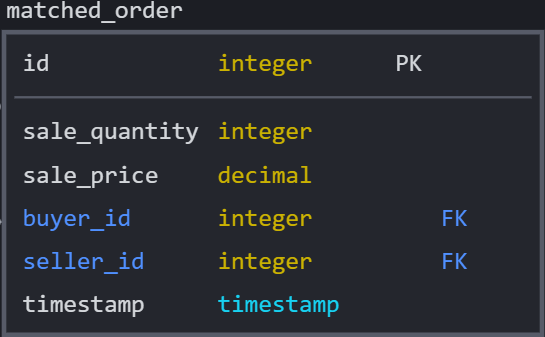 matched_order
id integer PK
sale_quantity integer
sale_price decimal
buyer_id integer FK
seller_id integer FK
timestamp timestamp